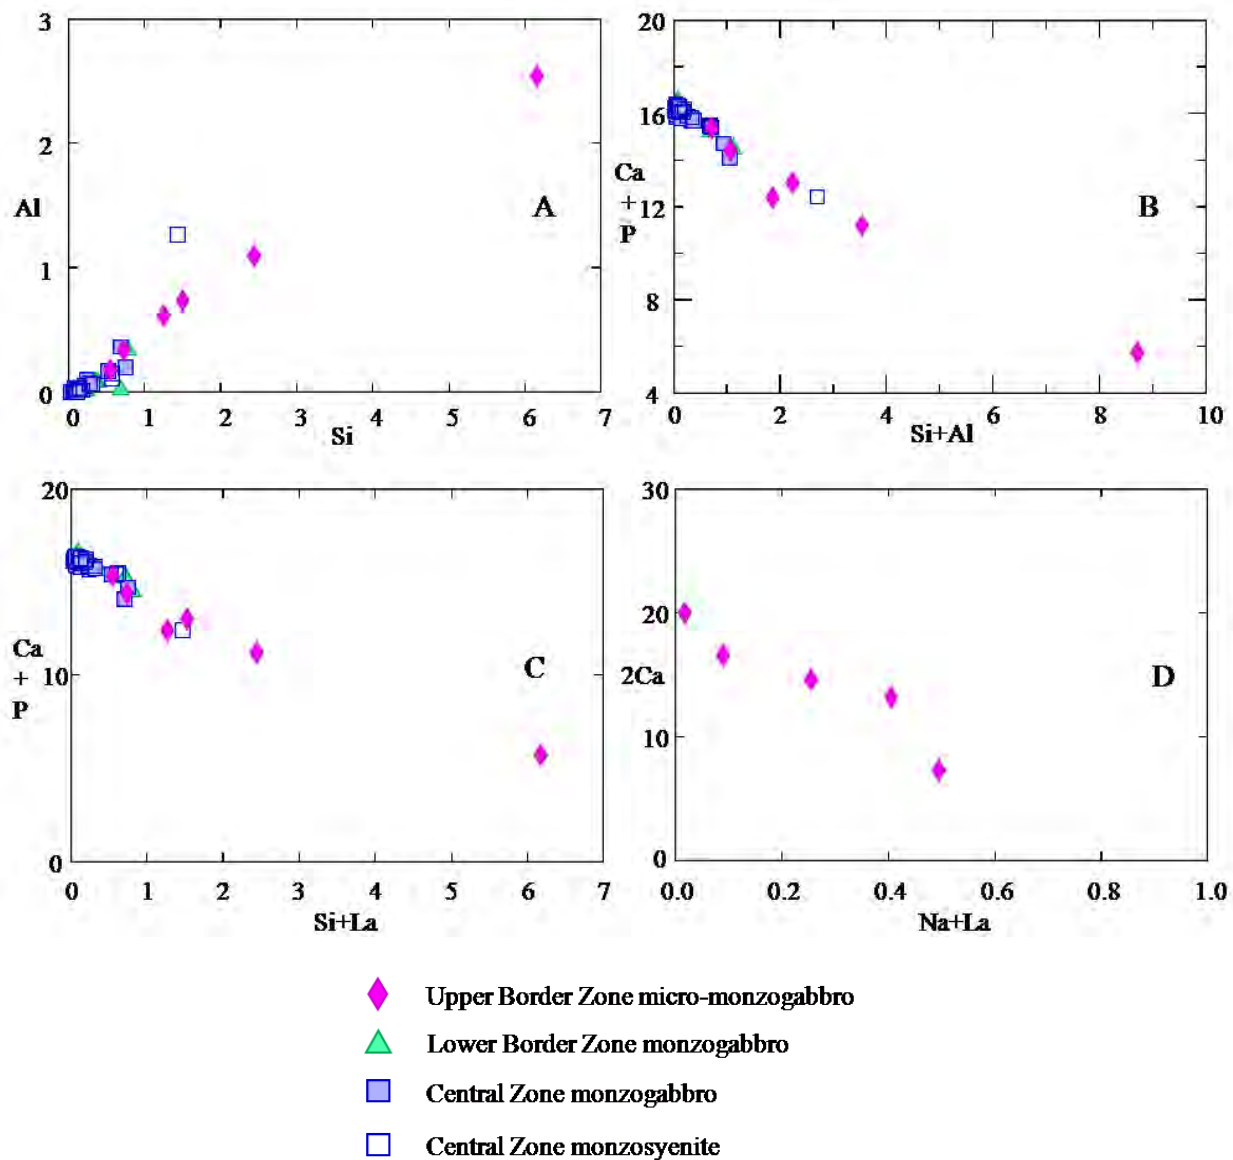 3
2
Al
A
1
0
0 1 2 3 4 5 6 7
Si
20
16
Ca
+
P
12
B
8
4
0 2 4 6 8 10
Si+Al
20
Ca
+
P
10
C
0
0 1 2 3 4 5 6 7
Si+La
30
20
2Ca
D
10
0
0.0 0.2 0.4 0.6 0.8 1.0
Na+La
Upper Border Zone micro-monzogabbro
Lower Border Zone monzogabbro
Central Zone monzogabbro
Central Zone monzosyenite